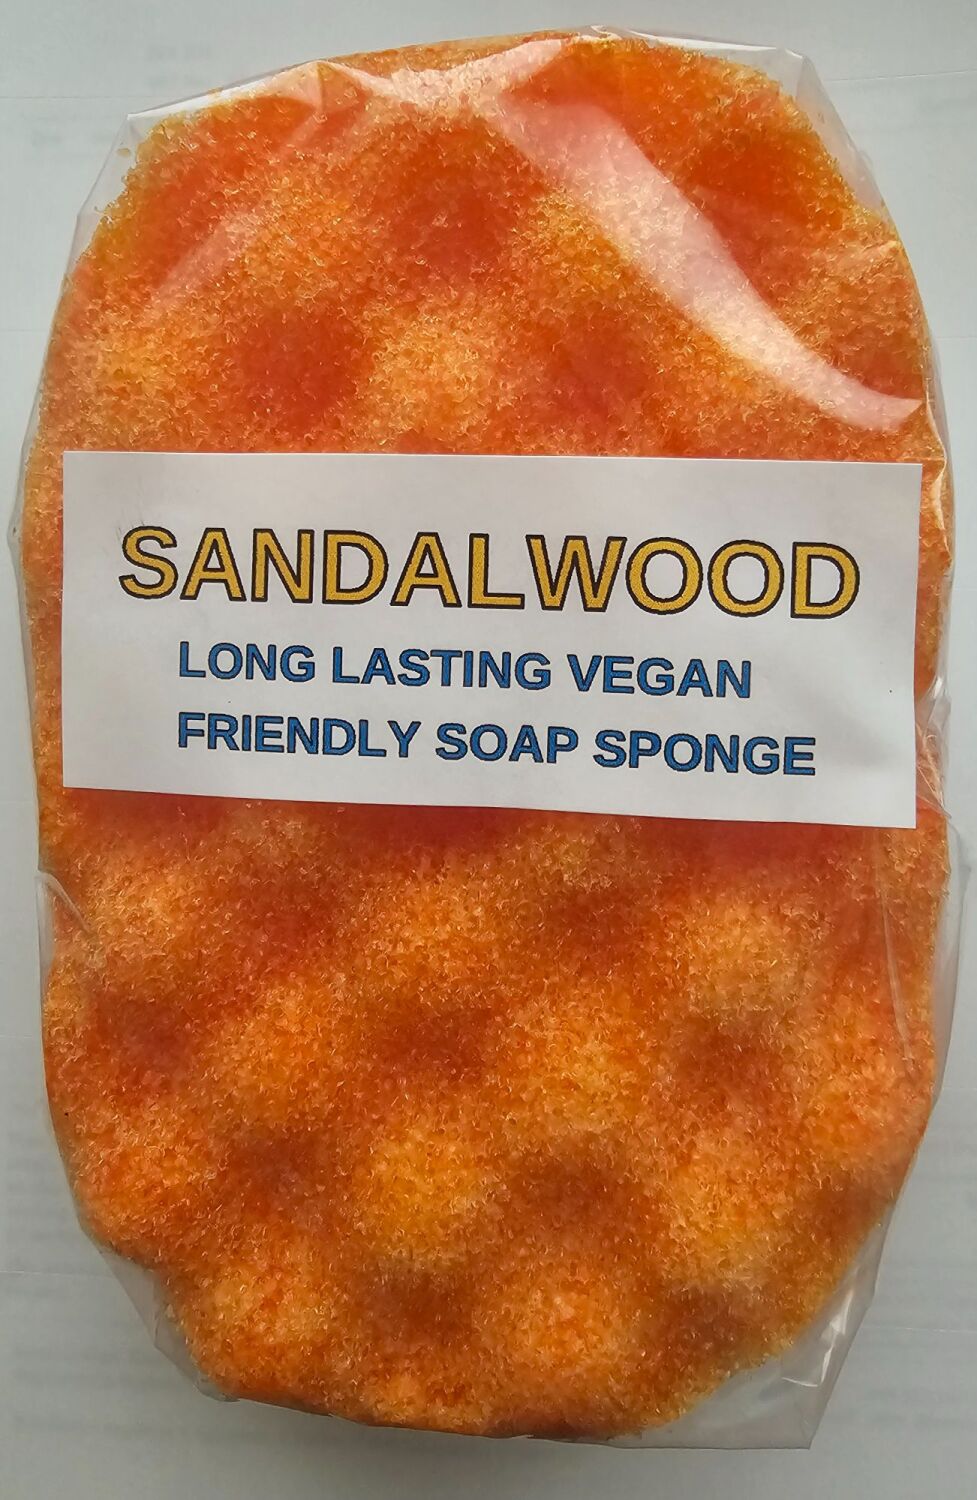 SANDALWOOD
LONG LASTING VEGAN
FRIENDLY SOAP SPONGE